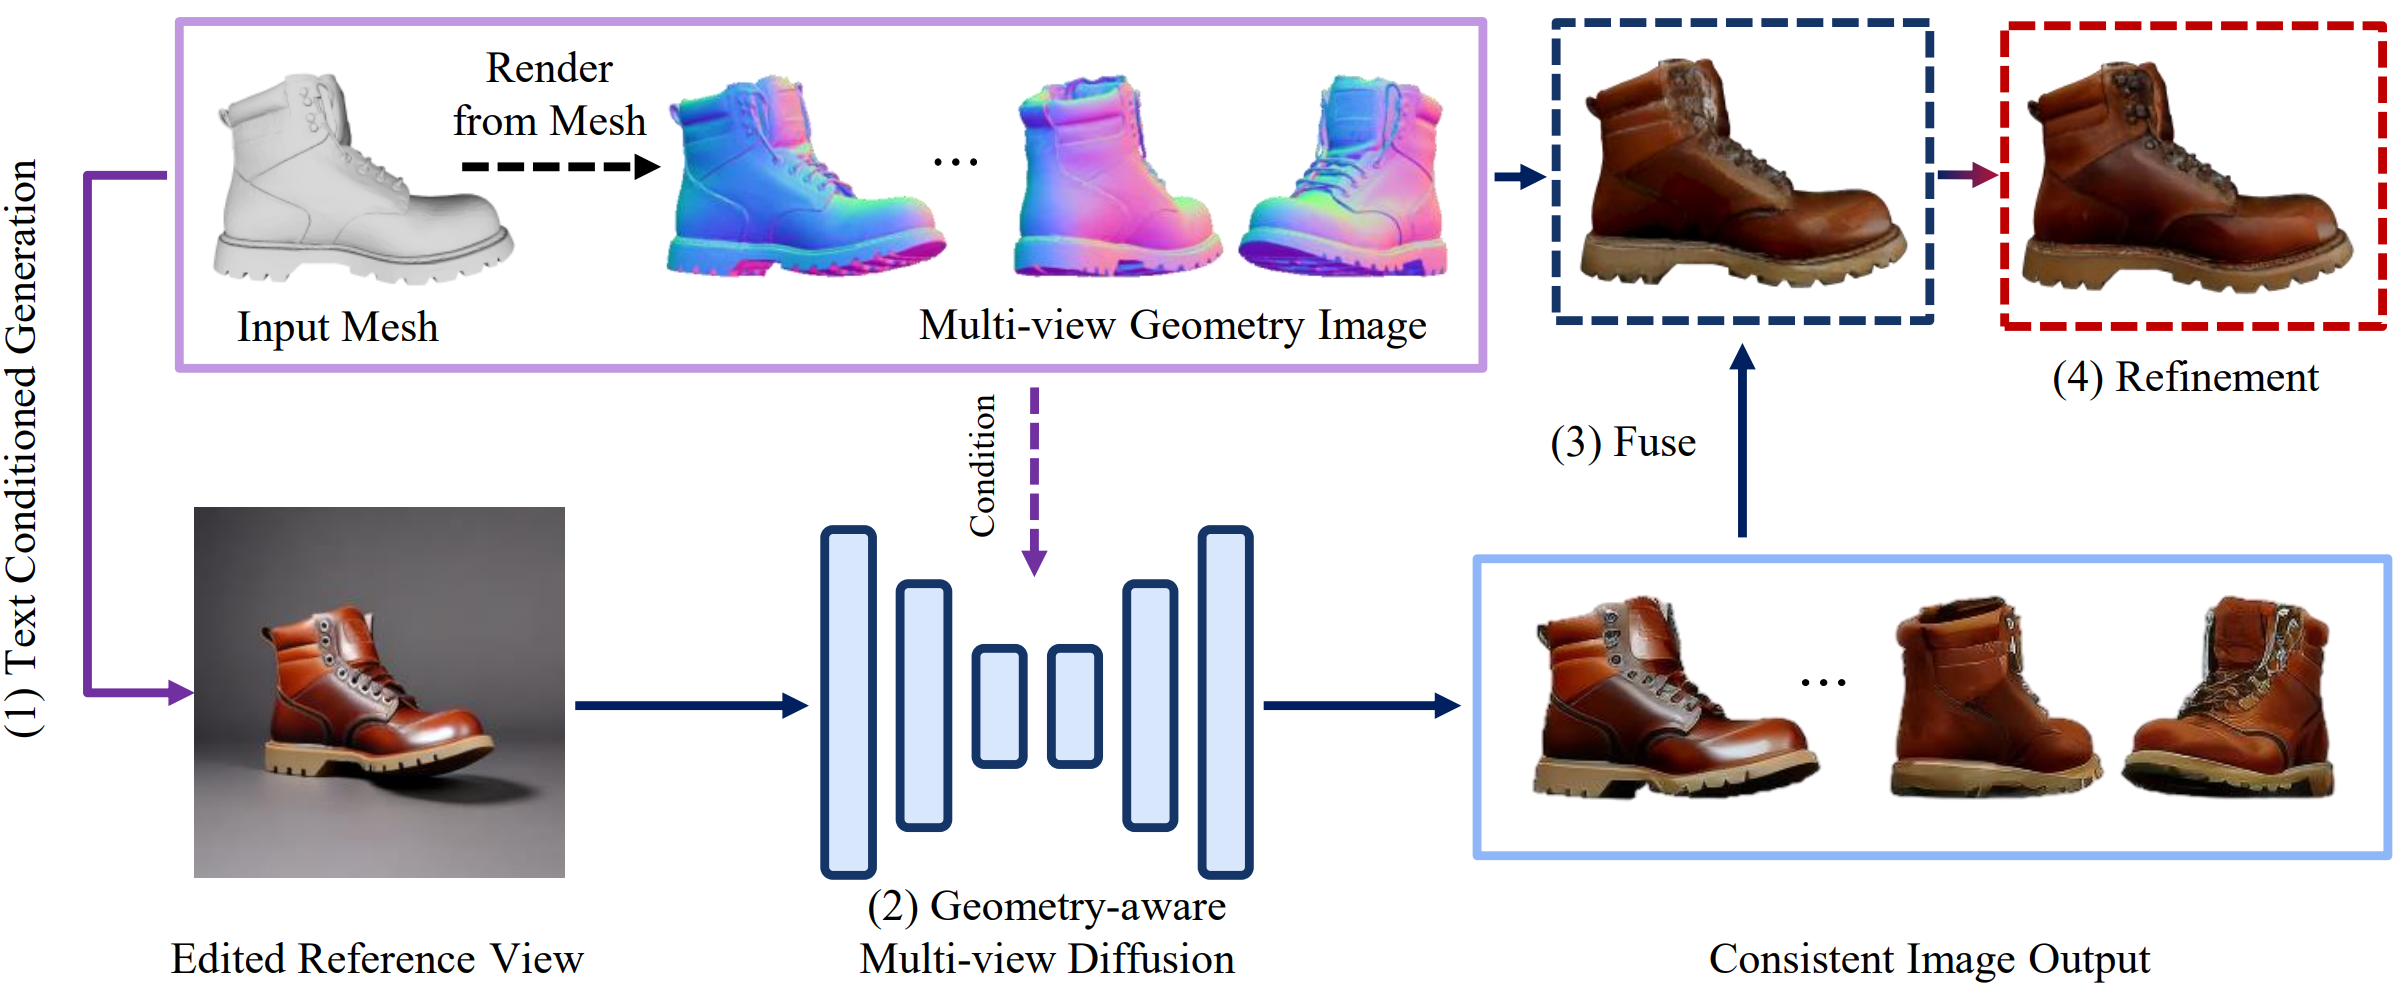 (1) Text Conditioned Generation
Render
from Mesh
...
Input Mesh
Multi-view Geometry Image
Condition
(3) Fuse
(4) Refinement
...
(2) Geometry-aware
Multi-view Diffusion
Edited Reference View
Consistent Image Output